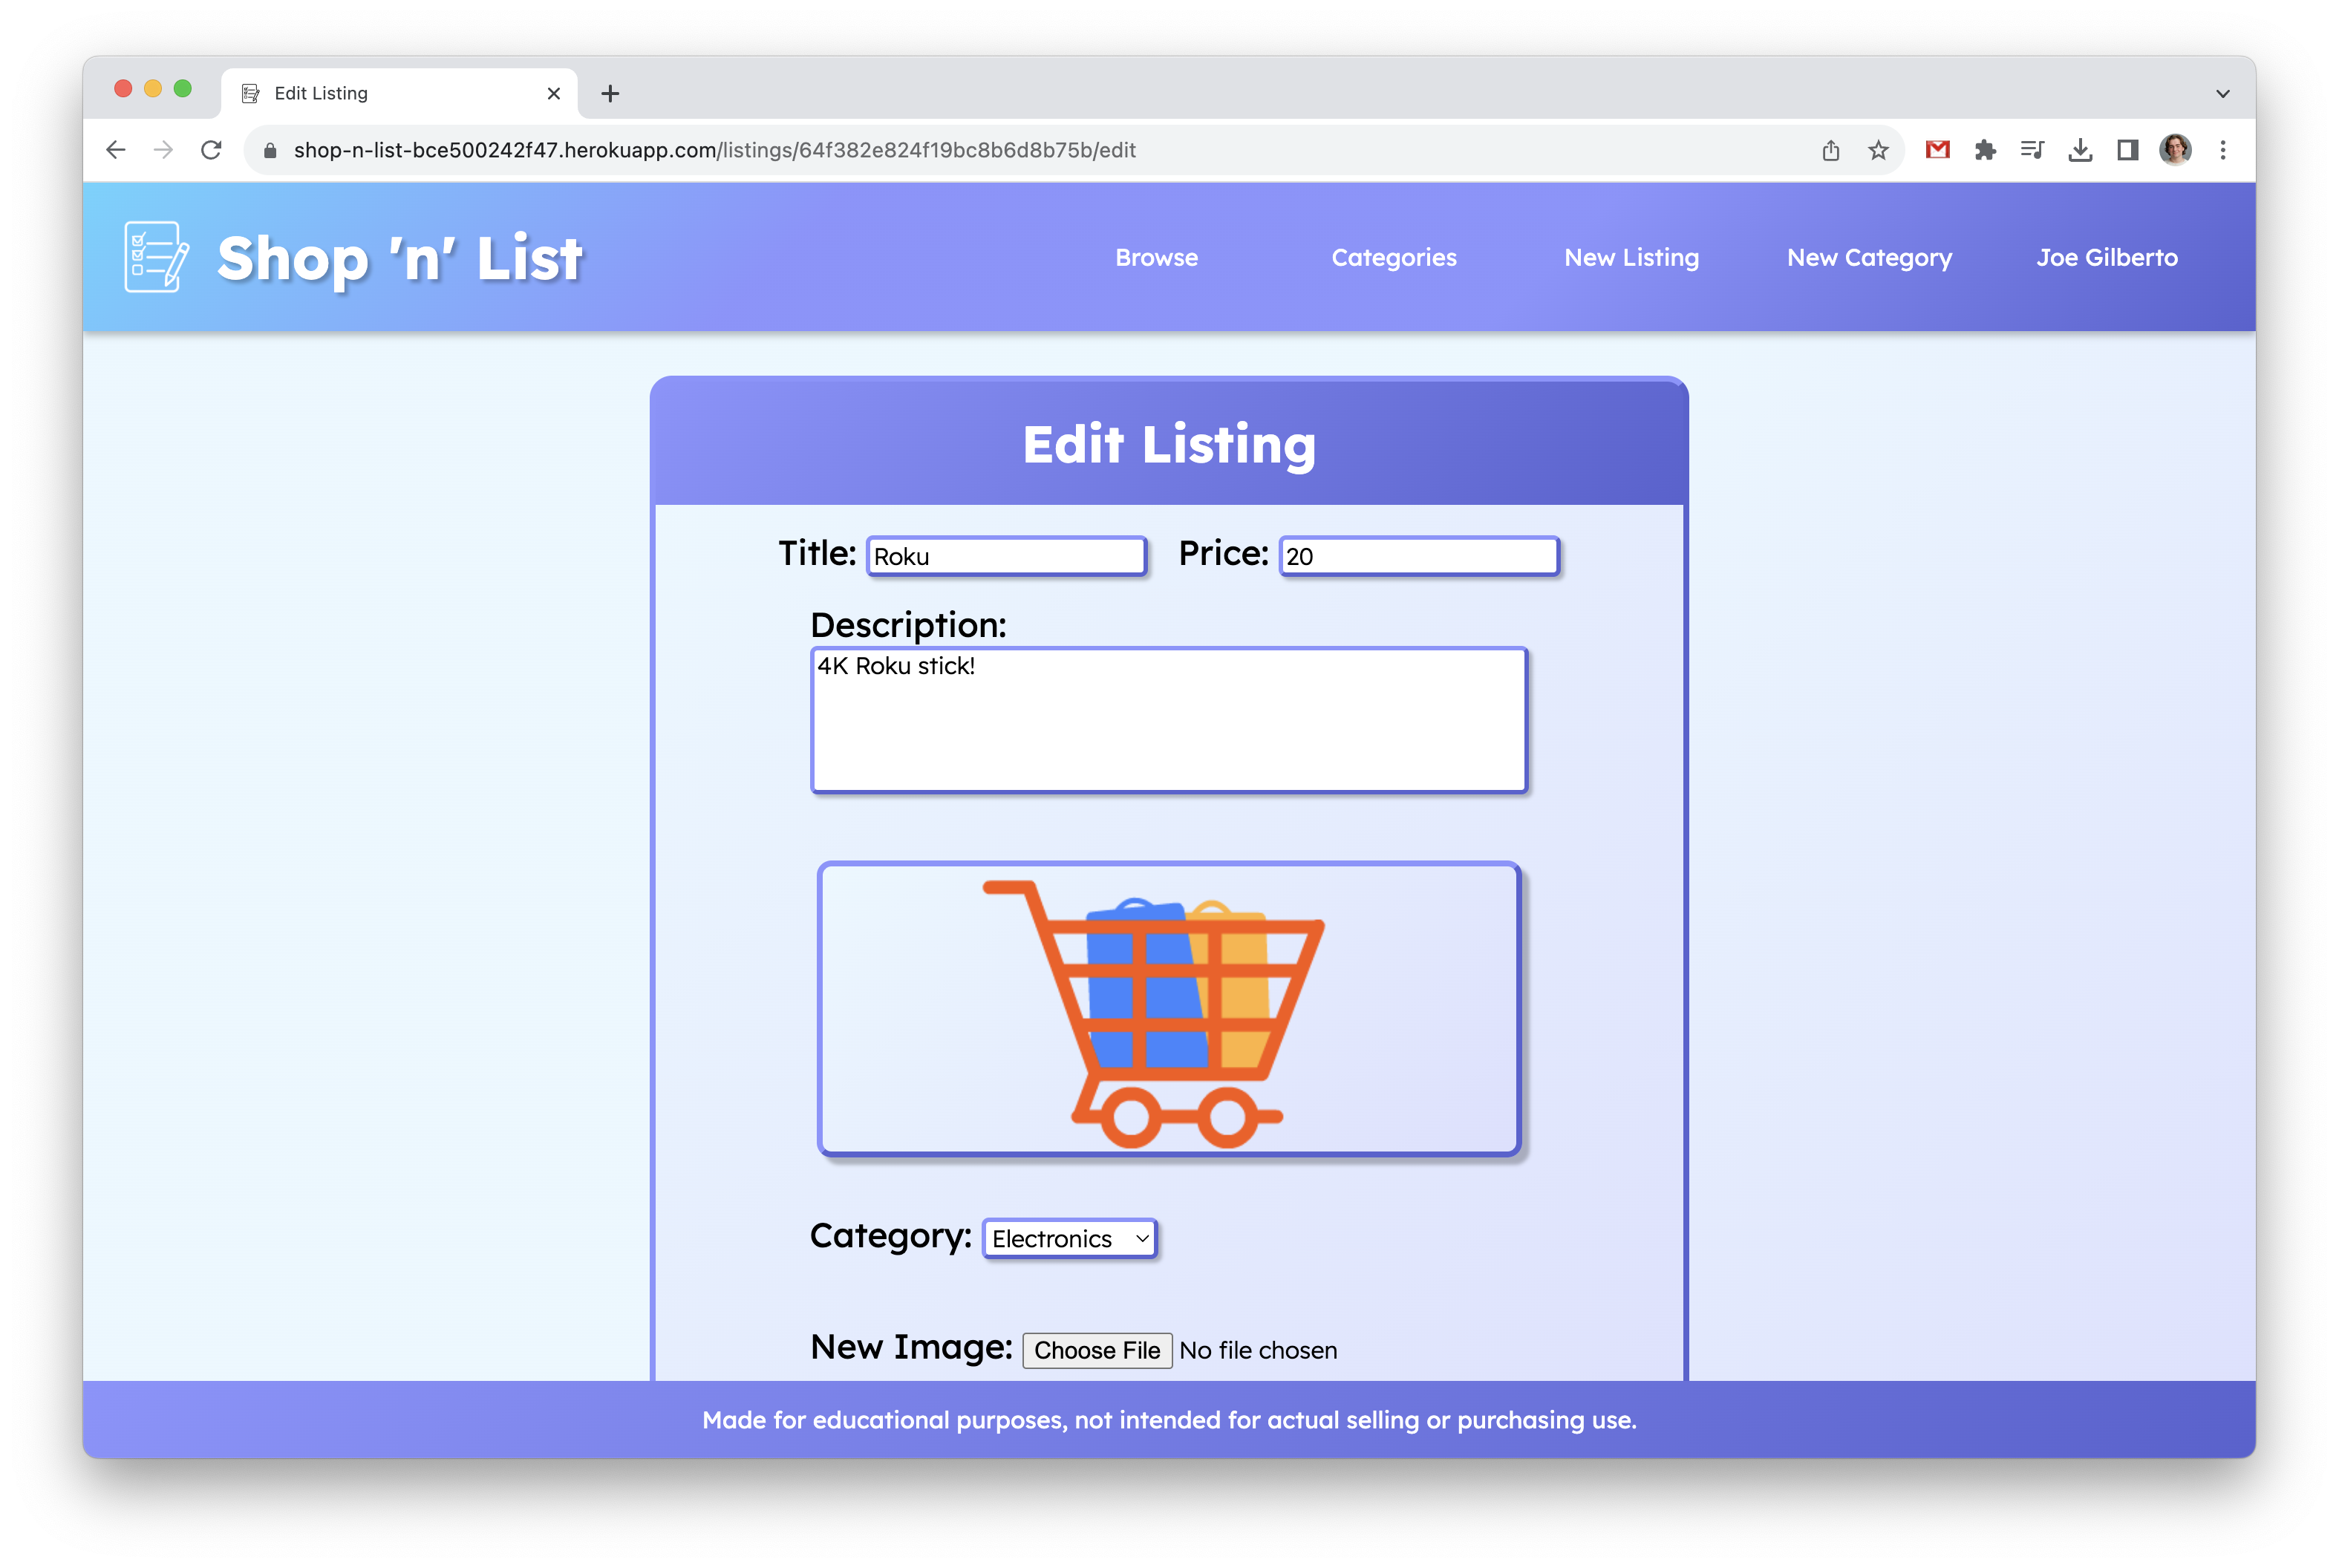 Edit Listing
shop-n-list-bce500242f47.herokuapp.com/listings/64f382e824f19bc8b6d8b75b/edit
Shop 'n' List
Browse Categories New Listing New Category Joe Gilberto
Edit Listing
Title: Roku Price: 20
Description:
4K Roku stick!
Category: Electronics
New Image: Choose File No file chosen
Made for educational purposes, not intended for actual selling or purchasing use.